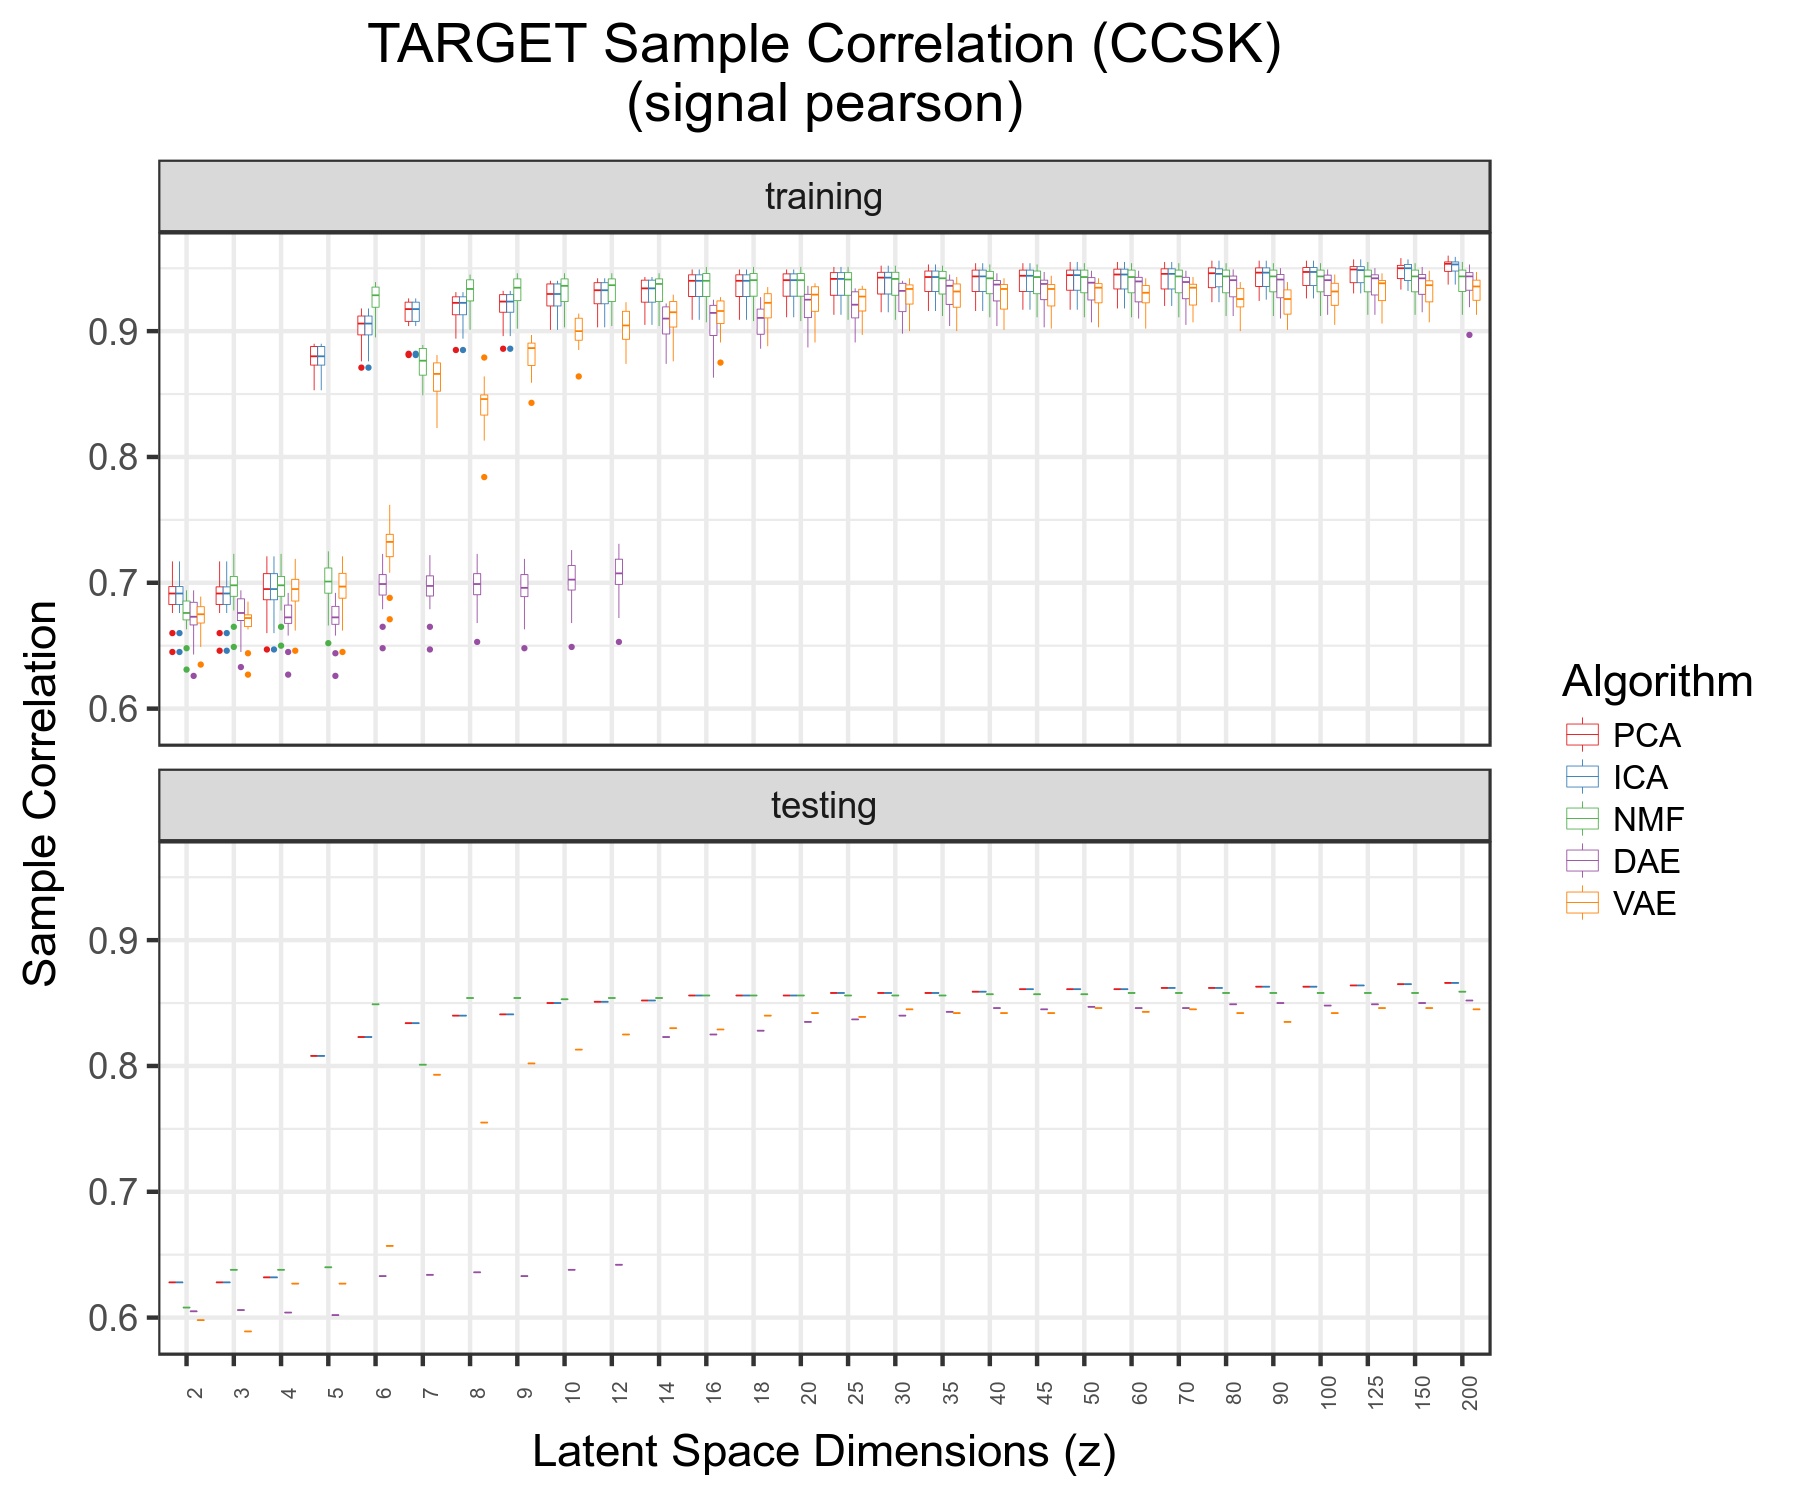 TARGET Sample Correlation (CCSK)
(signal pearson)
training
0.9
0.8
0.7
0.6
testing
0.9
0.8
0.7
0.6
Sample Correlation
2 3 4 5 6 7 8 9 10 12 14 16 18 20 25 30 35 40 45 50 60 70 80 90 100 125 150 200
Latent Space Dimensions (z)
Algorithm
PCA
ICA
NMF
DAE
VAE